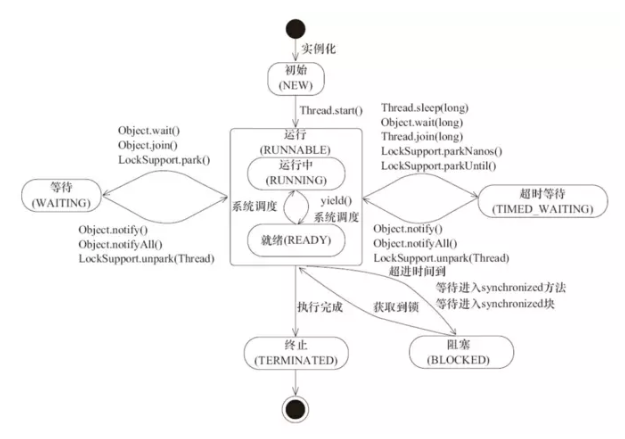 实例化
初始
(NEW)
Thread.start()
Object.wait()
Object.join()
LockSupport.park()
Thread.sleep(long)
Object.wait(long)
Thread.join(long)
LockSupport.parkNanos()
LockSupport.parkUntil()
运行
(RUNNABLE)
运行中
(RUNNING)
系统调度
yield()
系统调度
就绪(READY)
等待
(WAITING)
超时等待
(TIMED_WAITING)
Object.notify()
Object.notifyAll()
LockSupport.unpark(Thread)
Object.notify()
Object.notifyAll()
LockSupport.unpark(Thread)
超进时间到
等待进入synchronized方法
等待进入synchronized块
获取到锁
执行完成
终止
(TERMINATED)
阻塞
(BLOCKED)